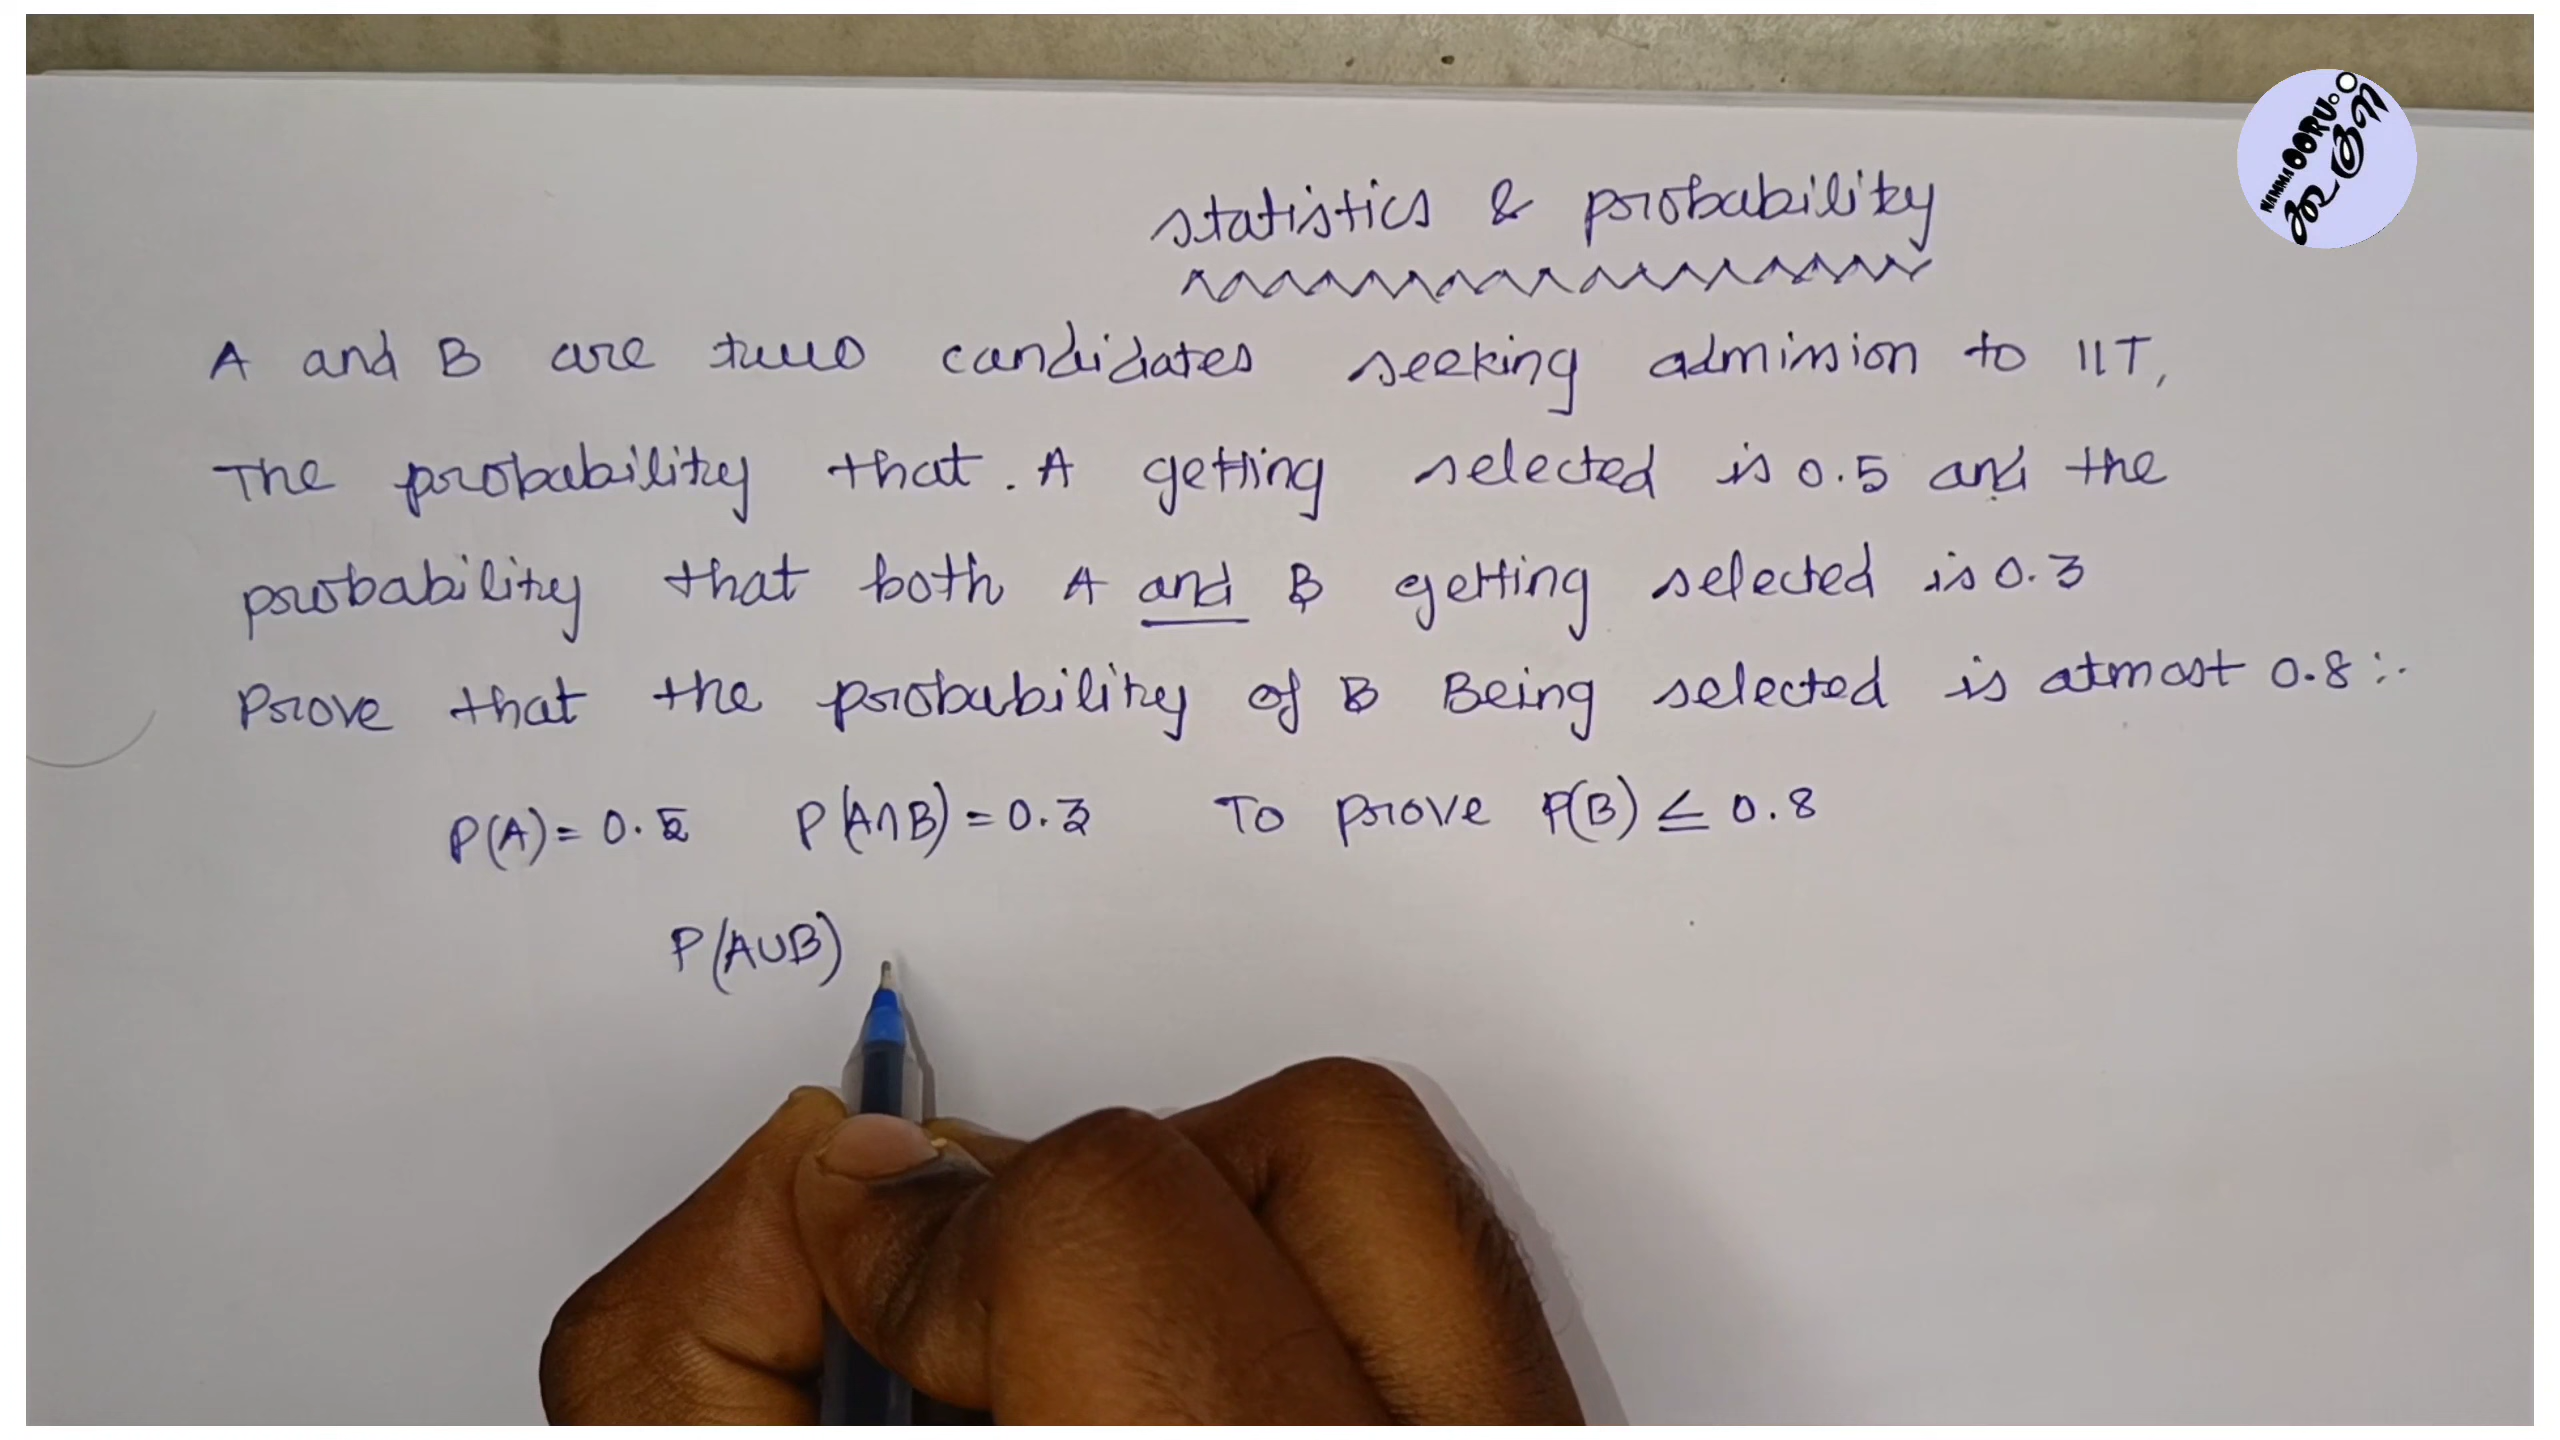 statistics & probability
NAMMA OORU
A and B are two candidates seeking admission to IIT,
The probability that. A getting selected is 0.5 and the
probability that both A and B getting selected is 0.3
Prove that the probability of B Being selected is atmost 0.8 :-
P(A) = 0.5 P(A∩B) = 0.3 To prove P(B) ≤ 0.8
P(A∪B)